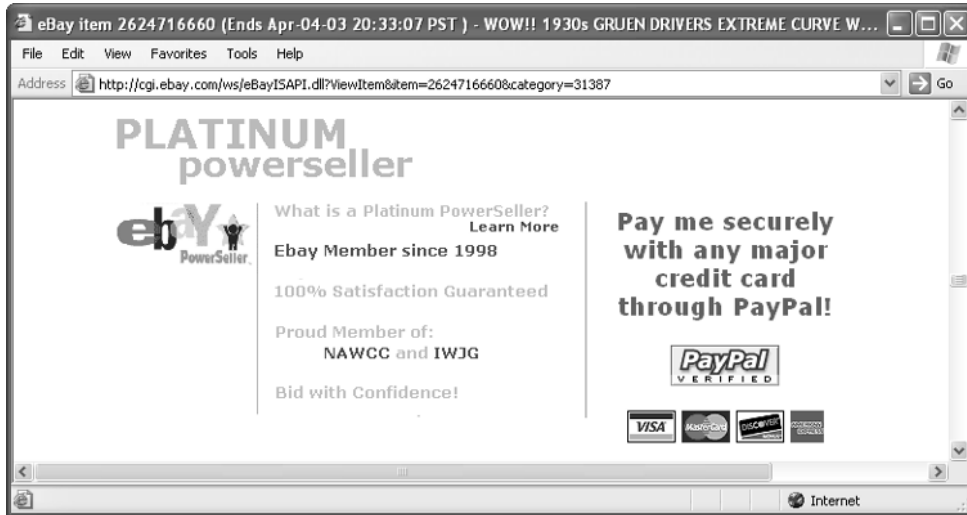 eBay item 2624716660 (Ends Apr-04-03 20:33:07 PST ) - WOW!! 1930s GRUEN DRIVERS EXTREME CURVE W...
File Edit View Favorites Tools Help
Address http://cgi.ebay.com/ws/eBayISAPI.dll?ViewItem&item=2624716660&category=31387 Go
PLATINUM
powerseller
ebaY
PowerSeller
What is a Platinum PowerSeller?
Learn More
Ebay Member since 1998
100% Satisfaction Guaranteed
Proud Member of:
NAWCC and IWJG
Bid with Confidence!
Pay me securely
with any major
credit card
through PayPal!
PayPal
VERIFIED
VISA MasterCard DISCOVER AMERICAN EXPRESS
Internet